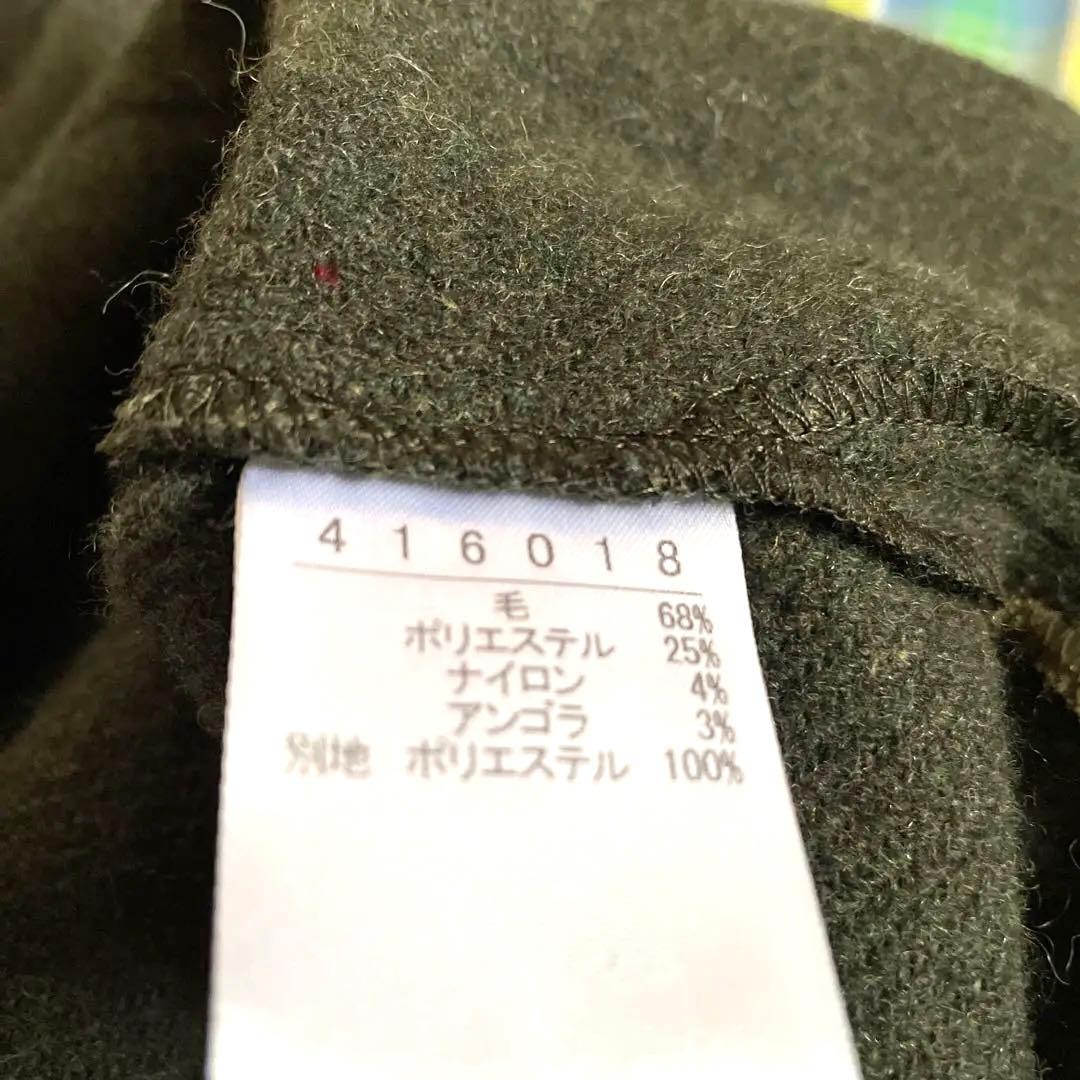 416018
毛 68%
ポリエステル 25%
ナイロン 4%
アンゴラ 3%
別地 ポリエステル 100%